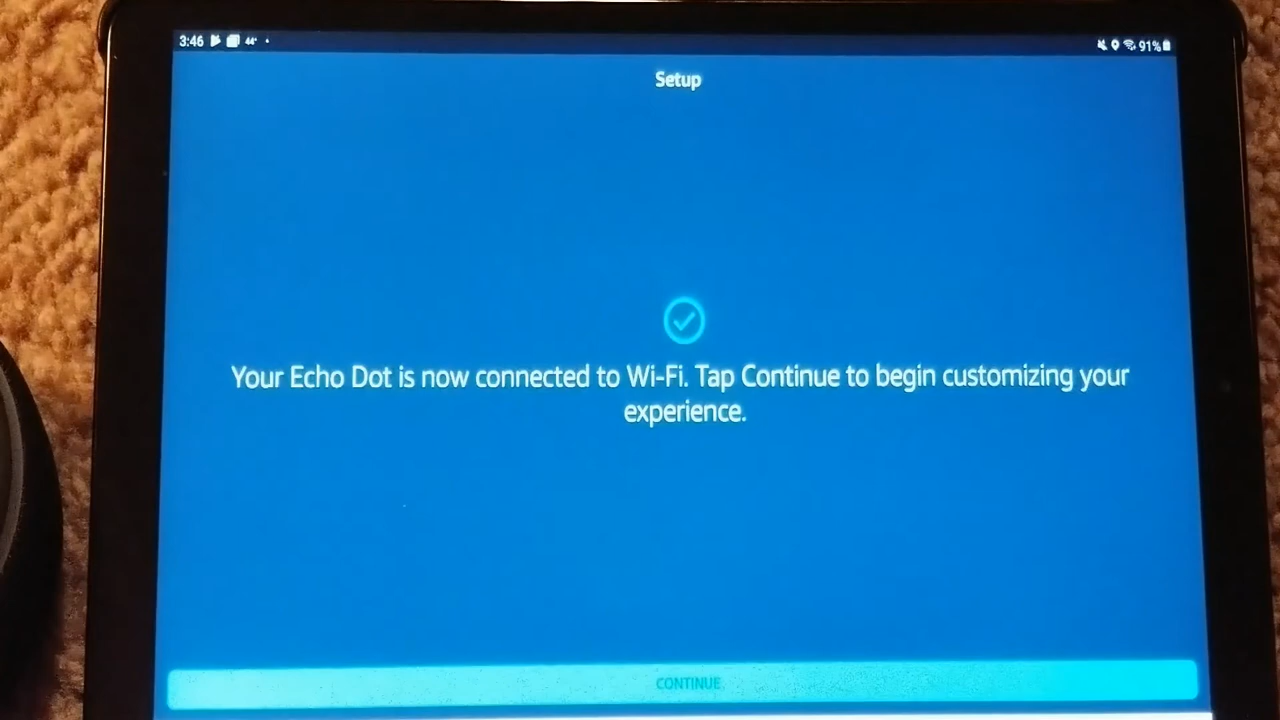 3:46 44°
91%
Setup
Your Echo Dot is now connected to Wi-Fi. Tap Continue to begin customizing your
experience.
CONTINUE